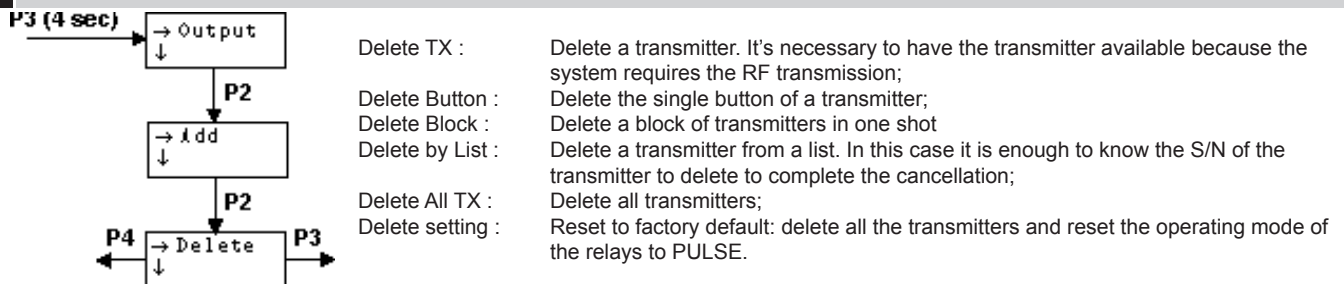 P3 (4 sec)
→ Output
↓
P2
→ Add
↓
P2
P4
→ Delete
↓
P3
Delete TX : Delete a transmitter. It's necessary to have the transmitter available because the
system requires the RF transmission;
Delete Button : Delete the single button of a transmitter;
Delete Block : Delete a block of transmitters in one shot
Delete by List : Delete a transmitter from a list. In this case it is enough to know the S/N of the
transmitter to delete to complete the cancellation;
Delete All TX : Delete all transmitters;
Delete setting : Reset to factory default: delete all the transmitters and reset the operating mode of
the relays to PULSE.